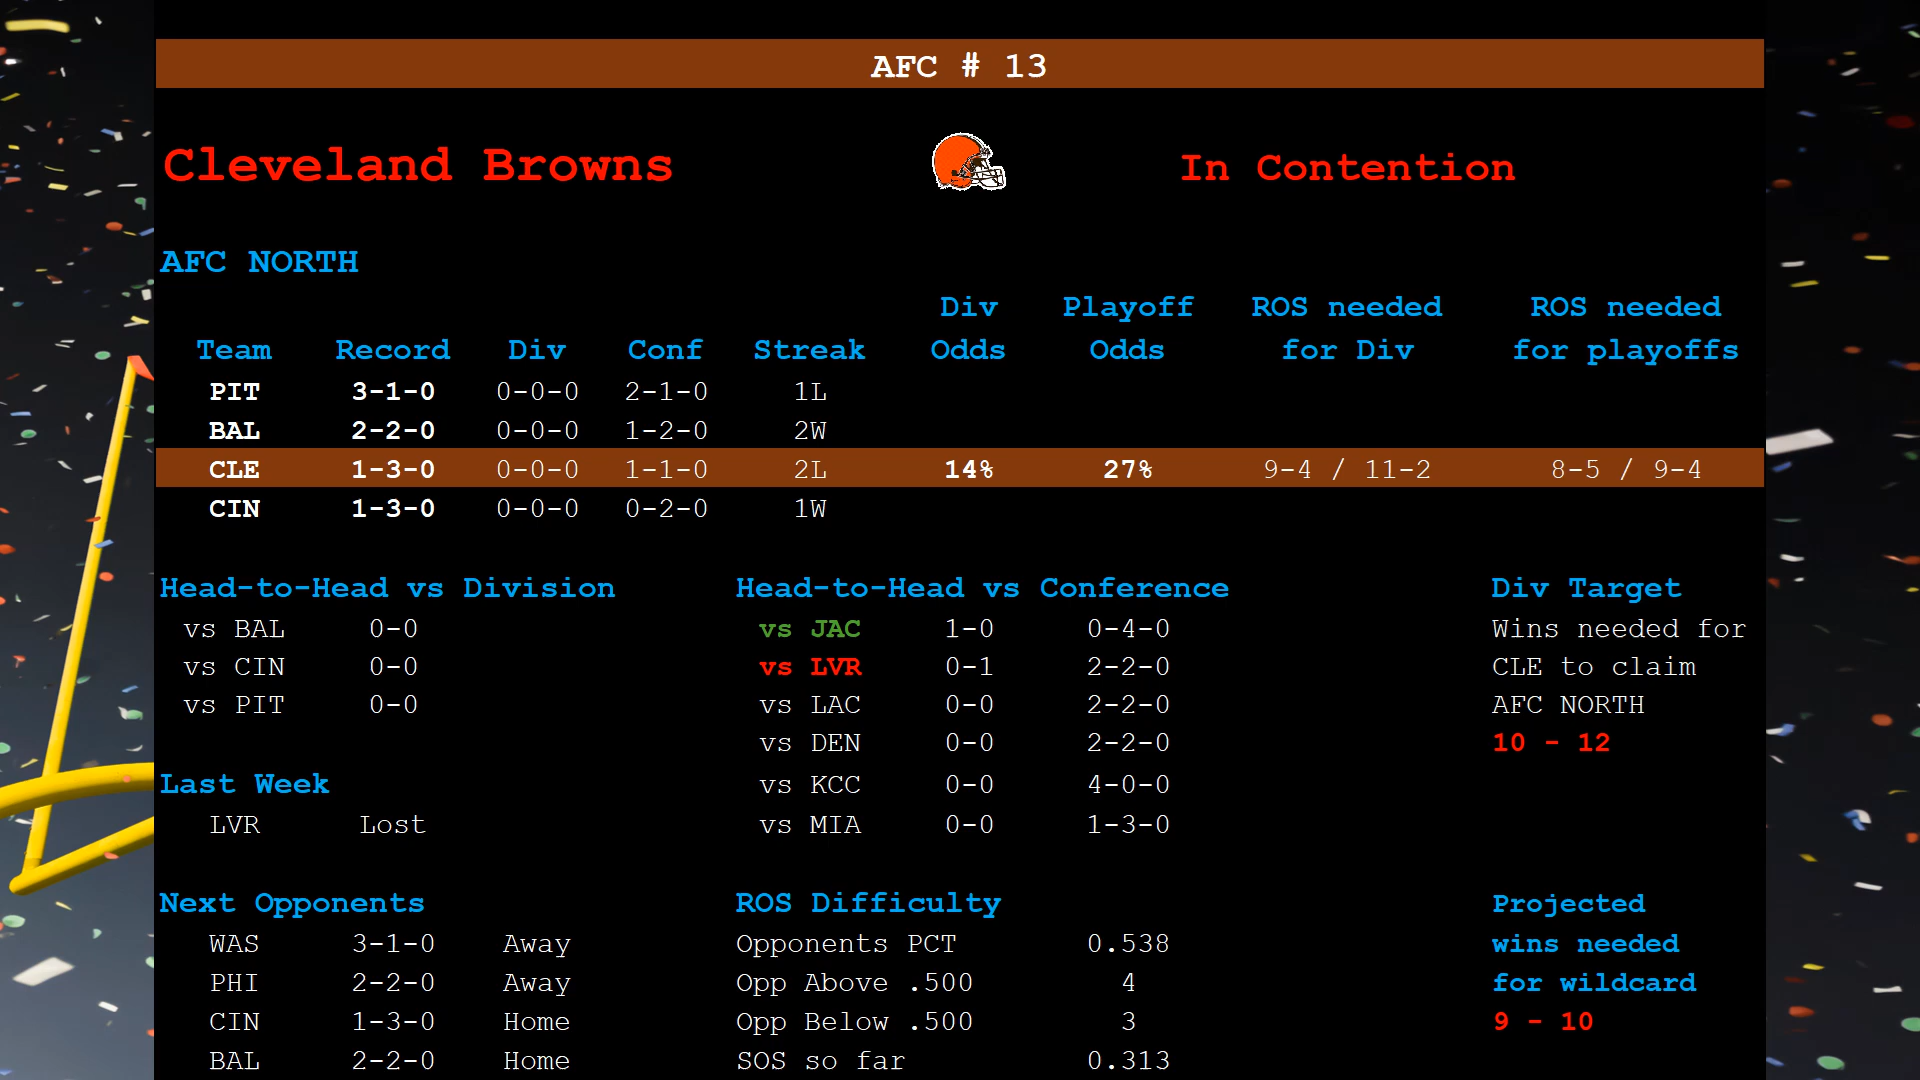 AFC # 13
Cleveland Browns In Contention
AFC NORTH
Div Playoff ROS needed ROS needed
Team Record Div Conf Streak Odds Odds for Div for playoffs
PIT 3-1-0 0-0-0 2-1-0 1L
BAL 2-2-0 0-0-0 1-2-0 2W
CLE 1-3-0 0-0-0 1-1-0 2L 14% 27% 9-4 / 11-2 8-5 / 9-4
CIN 1-3-0 0-0-0 0-2-0 1W
Head-to-Head vs Division Head-to-Head vs Conference Div Target
vs BAL 0-0 vs JAC 1-0 0-4-0 Wins needed for
vs CIN 0-0 vs LVR 0-1 2-2-0 CLE to claim
vs PIT 0-0 vs LAC 0-0 2-2-0 AFC NORTH
vs DEN 0-0 2-2-0 10 - 12
Last Week vs KCC 0-0 4-0-0
LVR Lost vs MIA 0-0 1-3-0
Next Opponents ROS Difficulty Projected
WAS 3-1-0 Away Opponents PCT 0.538 wins needed
PHI 2-2-0 Away Opp Above .500 4 for wildcard
CIN 1-3-0 Home Opp Below .500 3 9 - 10
BAL 2-2-0 Home SOS so far 0.313